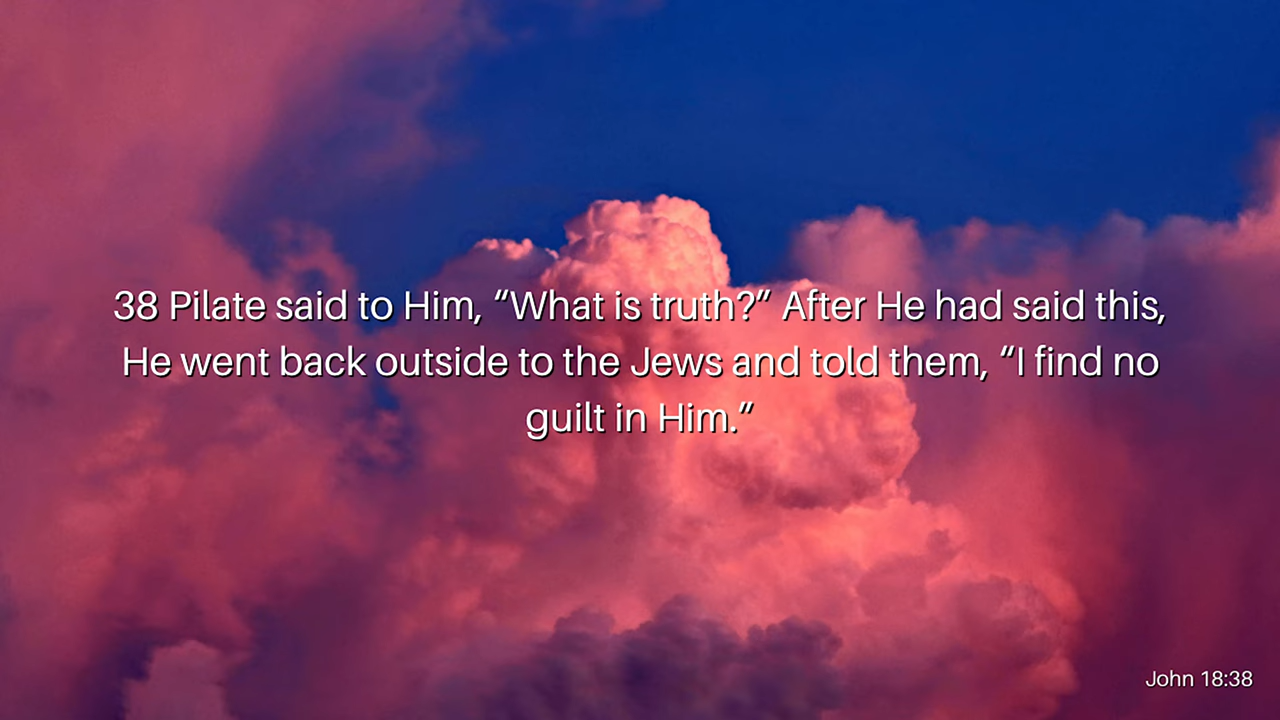 38 Pilate said to Him, “What is truth?” After He had said this,
He went back outside to the Jews and told them, “I find no
guilt in Him.”
John 18:38